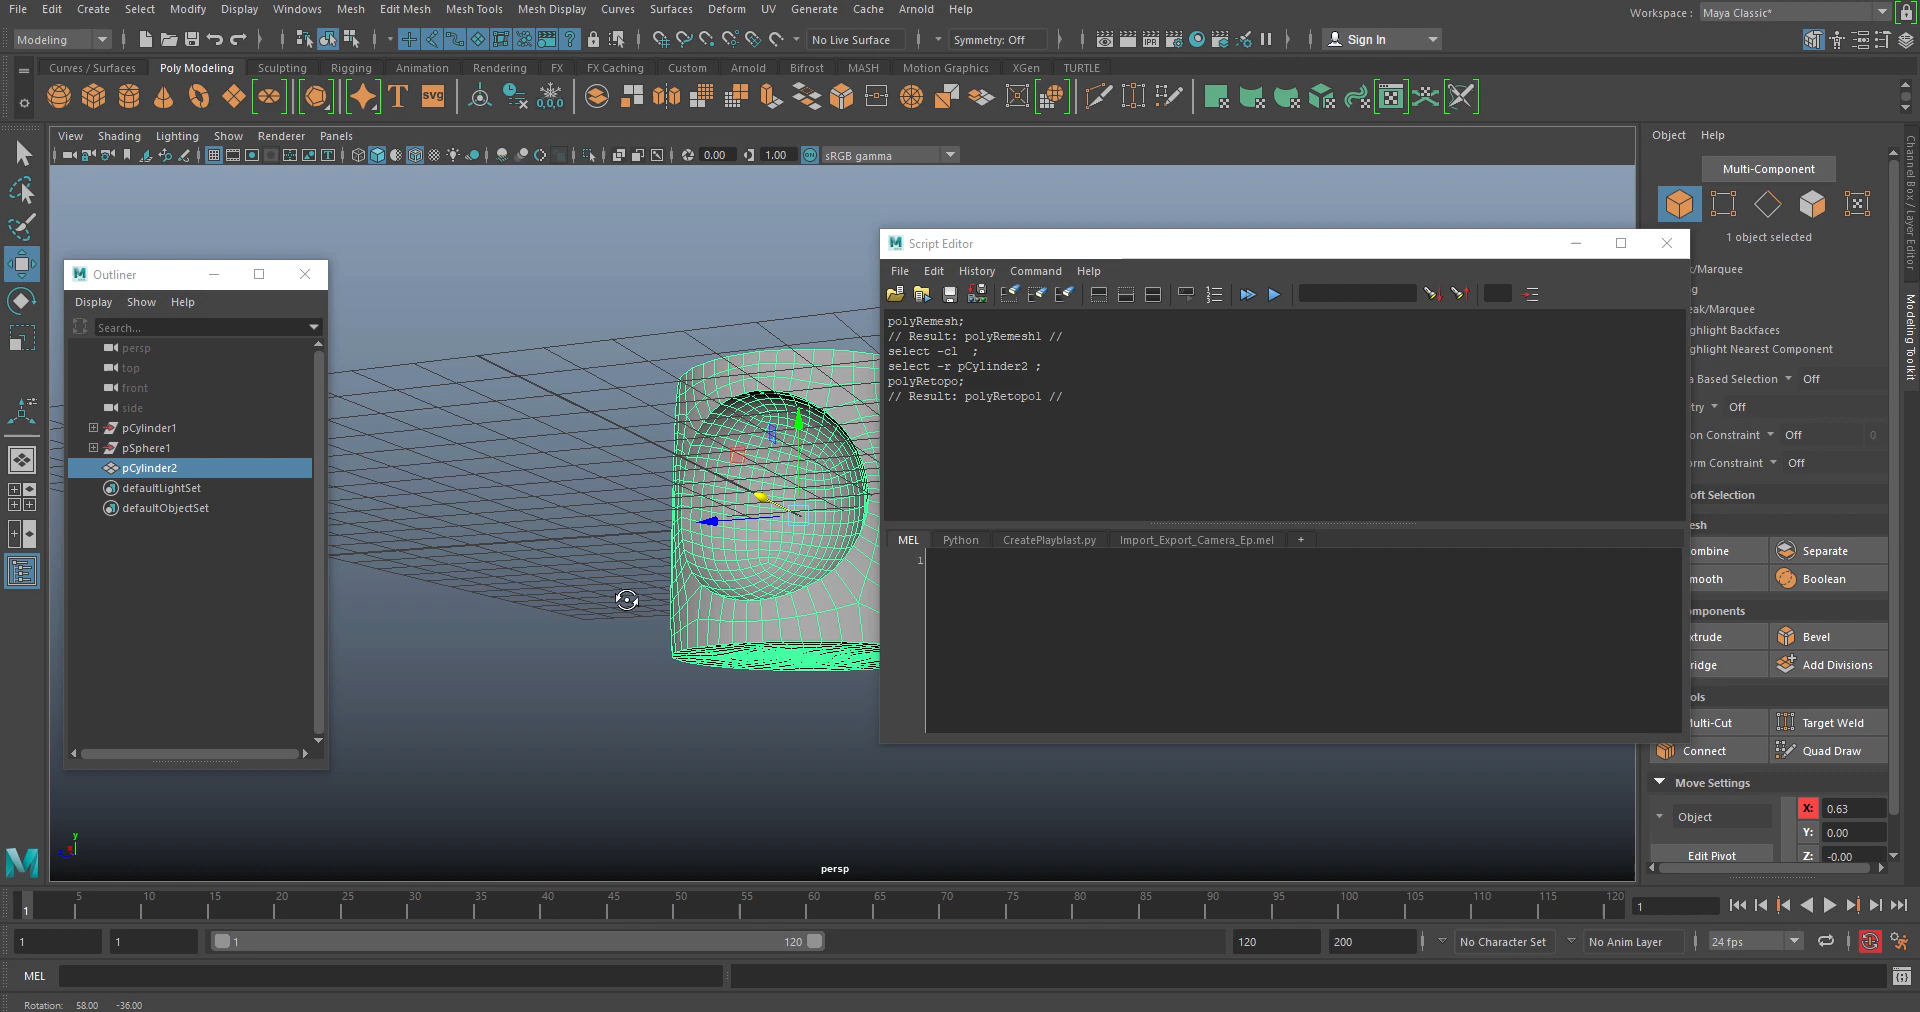 File Edit Create Select Modify Display Windows Mesh Edit Mesh Mesh Tools Mesh Display Curves Surfaces Deform UV Generate Cache Arnold Help
Workspace : Maya Classic*
Modeling No Live Surface Symmetry: Off Sign In
Curves / Surfaces Poly Modeling Sculpting Rigging Animation Rendering FX FX Caching Custom Arnold Bifrost MASH Motion Graphics XGen TURTLE
T svg 0,0,0
View Shading Lighting Show Renderer Panels
0.00 1.00 sRGB gamma
Outliner
Display Show Help
Search...
persp
top
front
side
pCylinder1
pSphere1
pCylinder2
defaultLightSet
defaultObjectSet
Script Editor
File Edit History Command Help
polyRemesh;
// Result: polyRemesh1 //
select -cl ;
select -r pCylinder2 ;
polyRetopo;
// Result: polyRetopo1 //
MEL Python CreatePlayblast.py Import_Export_Camera_Ep.mel +
1
Object Help
Multi-Component
1 object selected
k/Marquee
g
eak/Marquee
ghlight Backfaces
ghlight Nearest Component
a Based Selection Off
try Off
on Constraint Off 0
orm Constraint Off
oft Selection
esh
ombine Separate
mooth Boolean
mponents
xtrude Bevel
ridge Add Divisions
ols
ulti-Cut Target Weld
Connect Quad Draw
Move Settings
Object X: 0.63
Y: 0.00
Edit Pivot Z: -0.00
Channel Box / Layer Editor
Modeling Toolkit
y
persp
1 5 10 15 20 25 30 35 40 45 50 55 60 65 70 75 80 85 90 95 100 105 110 115 120 1
1 1 1 120 120 200 No Character Set No Anim Layer 24 fps
MEL
Rotation: 58.00 -36.00